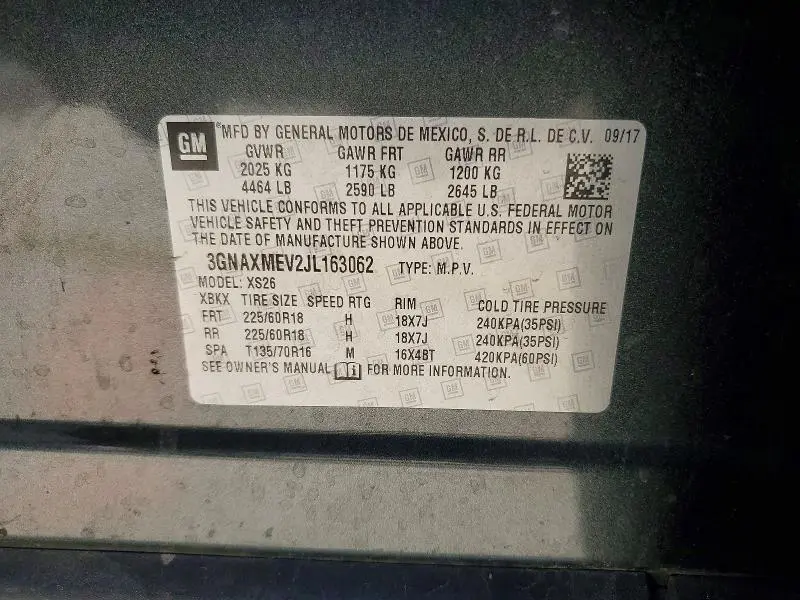 GM ®MFD BY GENERAL MOTORS DE MEXICO, S. DE R.L. DE C.V. 09/17
GVWR GAWR FRT GAWR RR
2025 KG 1175 KG 1200 KG
4464 LB 2590 LB 2645 LB
THIS VEHICLE CONFORMS TO ALL APPLICABLE U.S. FEDERAL MOTOR
VEHICLE SAFETY AND THEFT PREVENTION STANDARDS IN EFFECT ON
THE DATE OF MANUFACTURE SHOWN ABOVE.
3GNAXMEV2JL163062 TYPE: M.P.V.
MODEL: XS26
XBKX TIRE SIZE SPEED RTG RIM COLD TIRE PRESSURE
FRT 225/60R18 H 18X7J 240KPA(35PSI)
RR 225/60R18 H 18X7J 240KPA(35PSI)
SPA T135/70R16 M 16X4BT 420KPA(60PSI)
SEE OWNER'S MANUAL i FOR MORE INFORMATION.